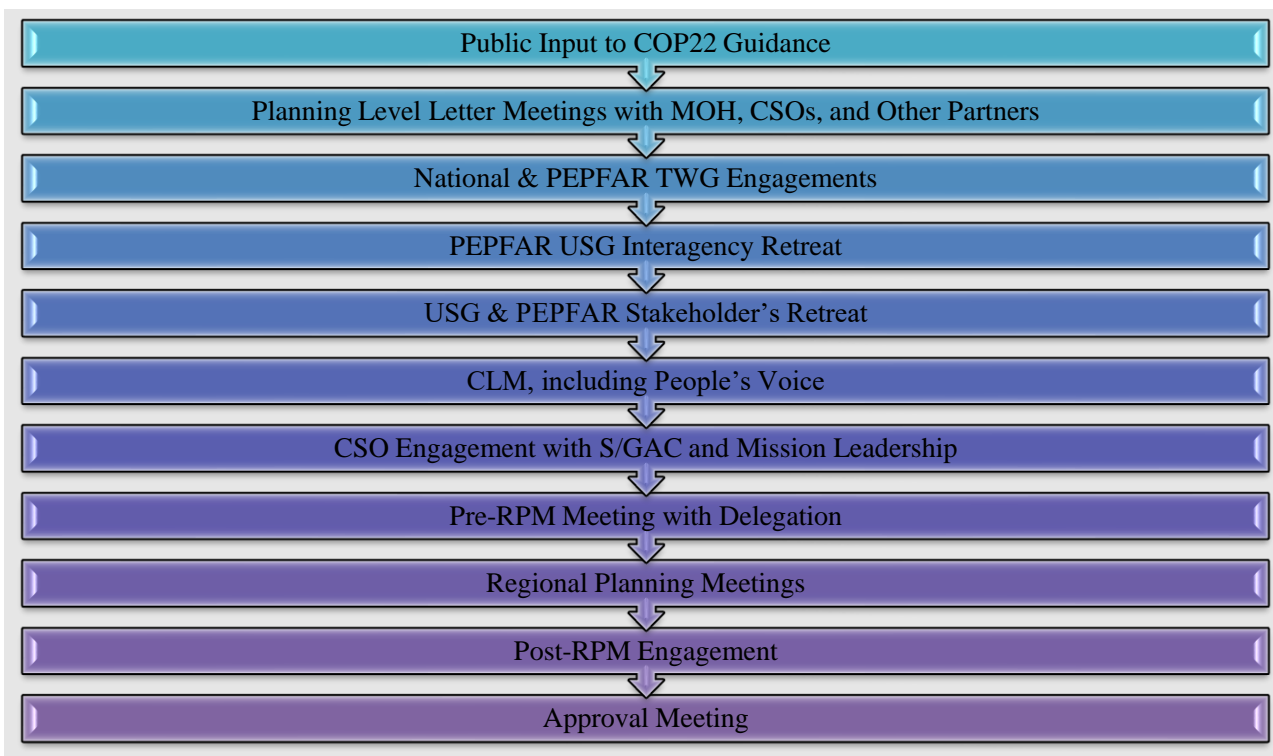 Public Input to COP22 Guidance
Planning Level Letter Meetings with MOH, CSOs, and Other Partners
National & PEPFAR TWG Engagements
PEPFAR USG Interagency Retreat
USG & PEPFAR Stakeholder’s Retreat
CLM, including People’s Voice
CSO Engagement with S/GAC and Mission Leadership
Pre-RPM Meeting with Delegation
Regional Planning Meetings
Post-RPM Engagement
Approval Meeting